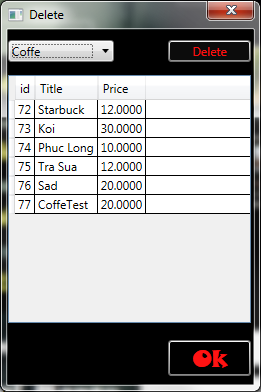 Delete
Coffe Delete
id Title Price
72 Starbuck 12.0000
73 Koi 30.0000
74 Phuc Long 10.0000
75 Tra Sua 12.0000
76 Sad 20.0000
77 CoffeTest 20.0000
Ok